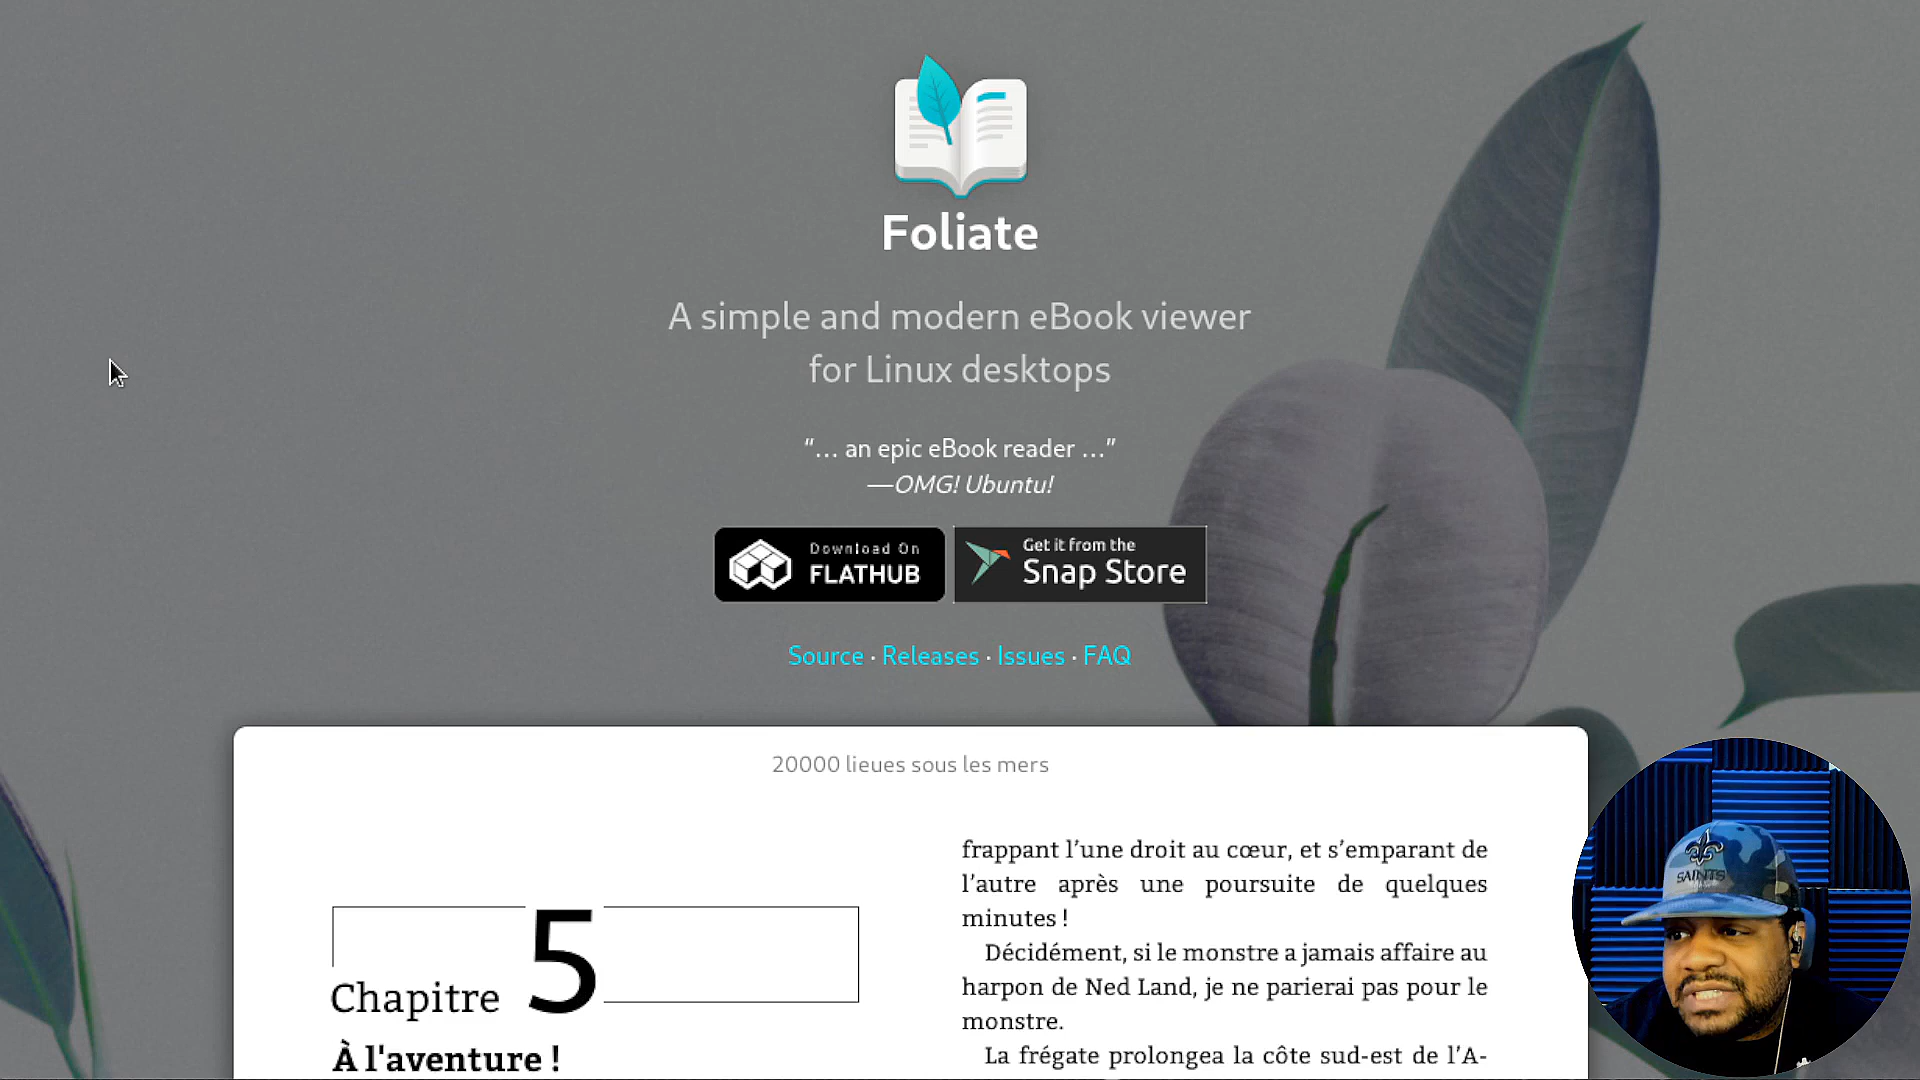 Foliate
A simple and modern eBook viewer
for Linux desktops
“… an epic eBook reader …”
—OMG! Ubuntu!
Download On
FLATHUB
Get it from the
Snap Store
Source · Releases · Issues · FAQ
20000 lieues sous les mers
Chapitre 5
À l'aventure !
frappant l’une droit au cœur, et s’emparant de
l’autre après une poursuite de quelques
minutes !
Décidément, si le monstre a jamais affaire au
harpon de Ned Land, je ne parierai pas pour le
monstre.
La frégate prolongea la côte sud-est de l’A-
SAINTS